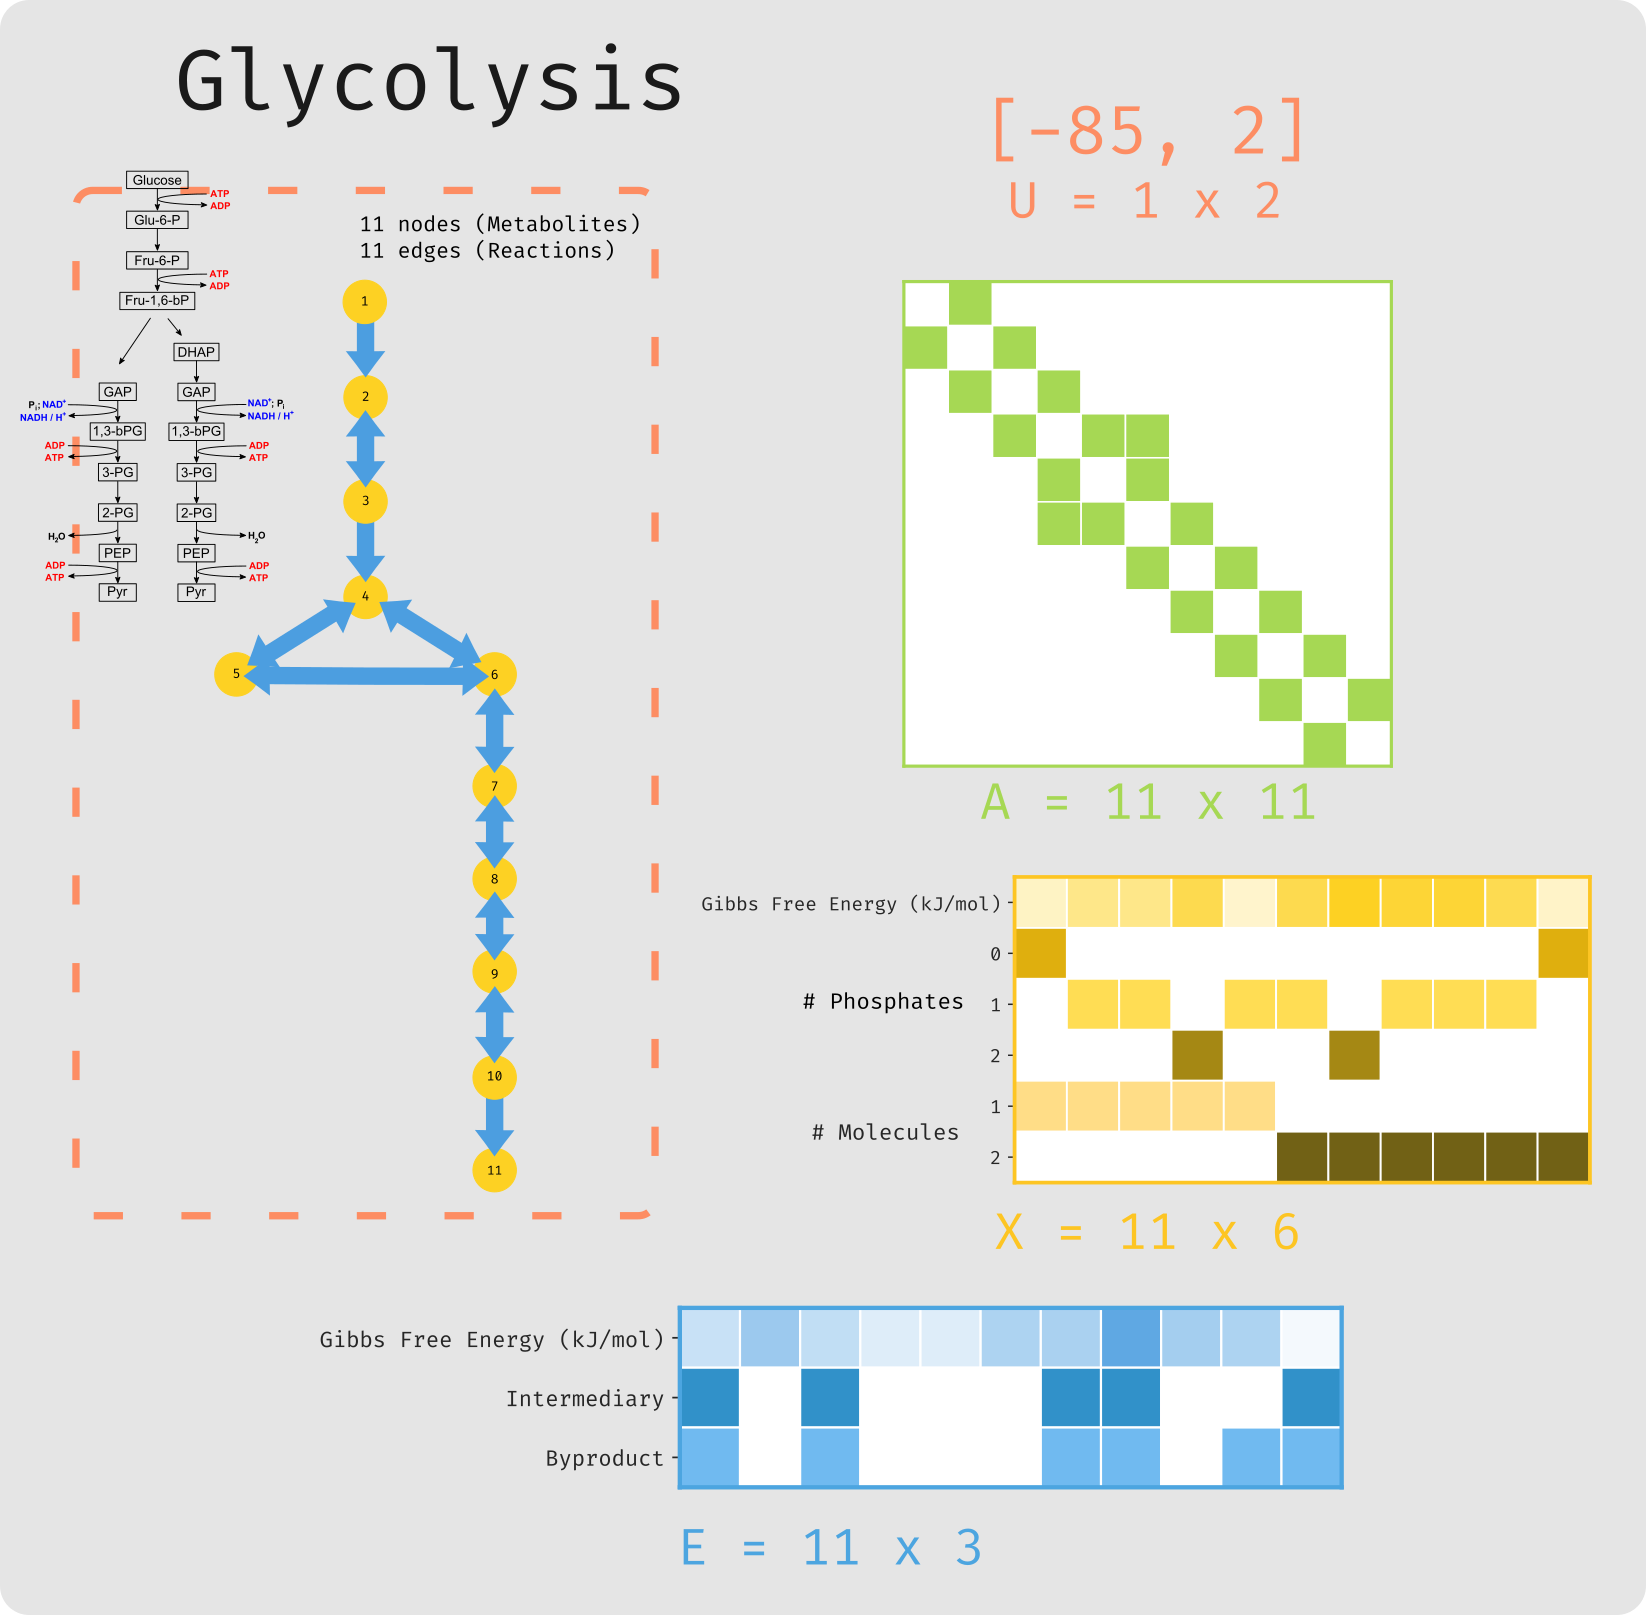 Glycolysis
[-85, 2]
U = 1 x 2
Glucose
ATP
ADP
Glu-6-P
Fru-6-P
ATP
ADP
Fru-1,6-bP
DHAP
GAP
GAP
Pi; NAD+
NADH / H+
NAD+; Pi
NADH / H+
1,3-bPG
1,3-bPG
ADP
ATP
ADP
ATP
3-PG
3-PG
2-PG
2-PG
H2O
H2O
PEP
PEP
ADP
ATP
ADP
ATP
Pyr
Pyr
11 nodes (Metabolites)
11 edges (Reactions)
1
2
3
4
5
6
7
8
9
10
11
A = 11 x 11
Gibbs Free Energy (kJ/mol)
0
# Phosphates
1
2
1
# Molecules
2
X = 11 x 6
Gibbs Free Energy (kJ/mol)
Intermediary
Byproduct
E = 11 x 3